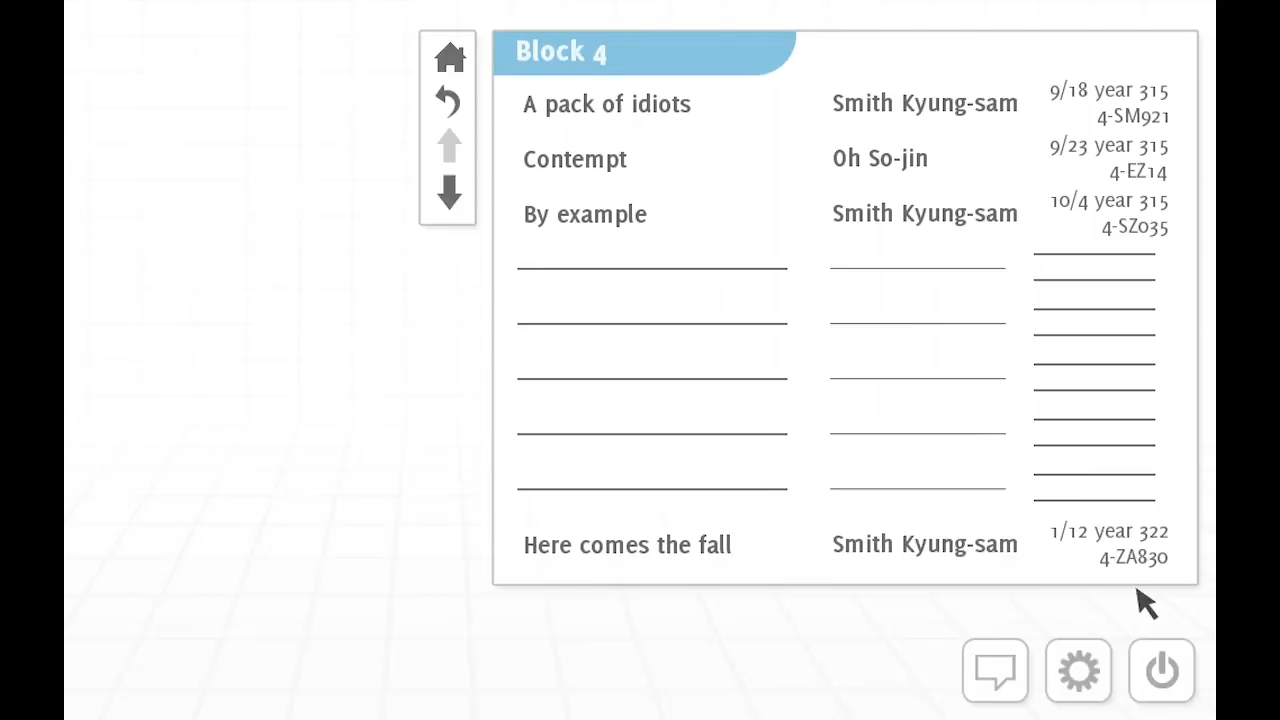 Block 4
A pack of idiots Smith Kyung-sam 9/18 year 315
4-SM921
Contempt Oh So-jin 9/23 year 315
4-EZ14
By example Smith Kyung-sam 10/4 year 315
4-SZ035
Here comes the fall Smith Kyung-sam 1/12 year 322
4-ZA830